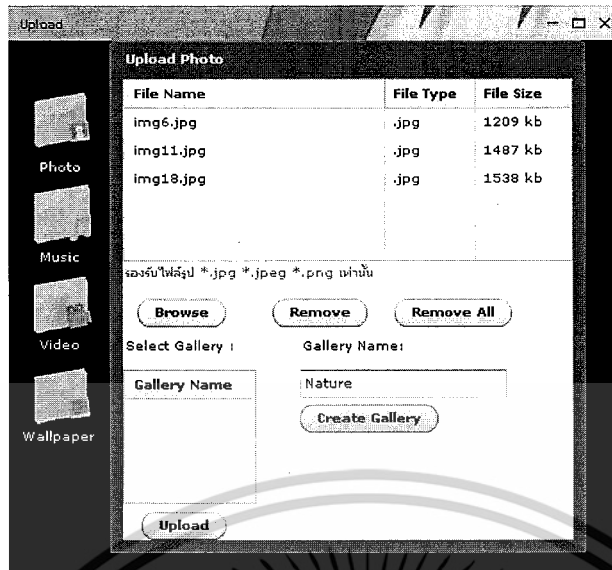 Upload
Upload Photo
File Name File Type File Size
img6.jpg .jpg 1209 kb
img11.jpg .jpg 1487 kb
img18.jpg .jpg 1538 kb
รองรับไฟล์รูป *.jpg *.jpeg *.png เท่านั้น
Browse Remove Remove All
Select Gallery : Gallery Name:
Gallery Name
Nature
Create Gallery
Upload
Photo
Music
Video
Wallpaper